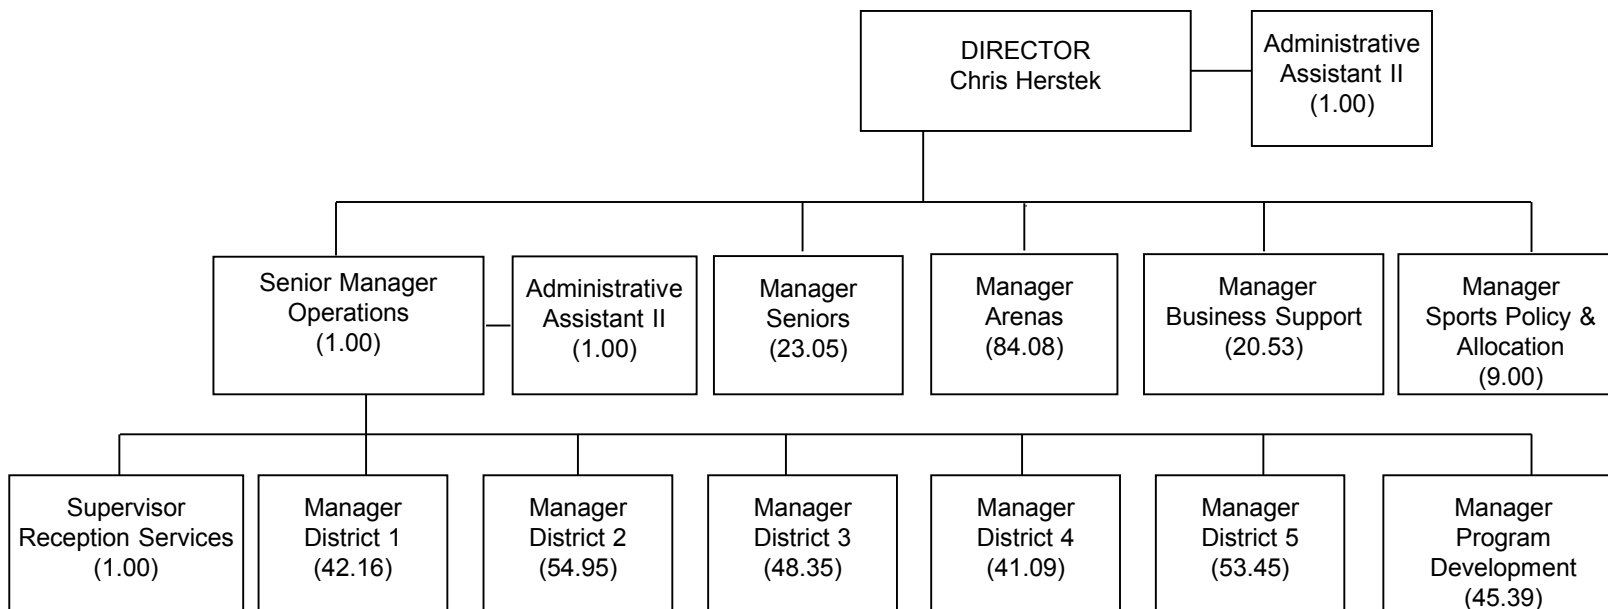 DIRECTOR
Chris Herstek
Administrative
Assistant II
(1.00)
Senior Manager
Operations
(1.00)
Administrative
Assistant II
(1.00)
Manager
Seniors
(23.05)
Manager
Arenas
(84.08)
Manager
Business Support
(20.53)
Manager
Sports Policy &
Allocation
(9.00)
Supervisor
Reception Services
(1.00)
Manager
District 1
(42.16)
Manager
District 2
(54.95)
Manager
District 3
(48.35)
Manager
District 4
(41.09)
Manager
District 5
(53.45)
Manager
Program
Development
(45.39)